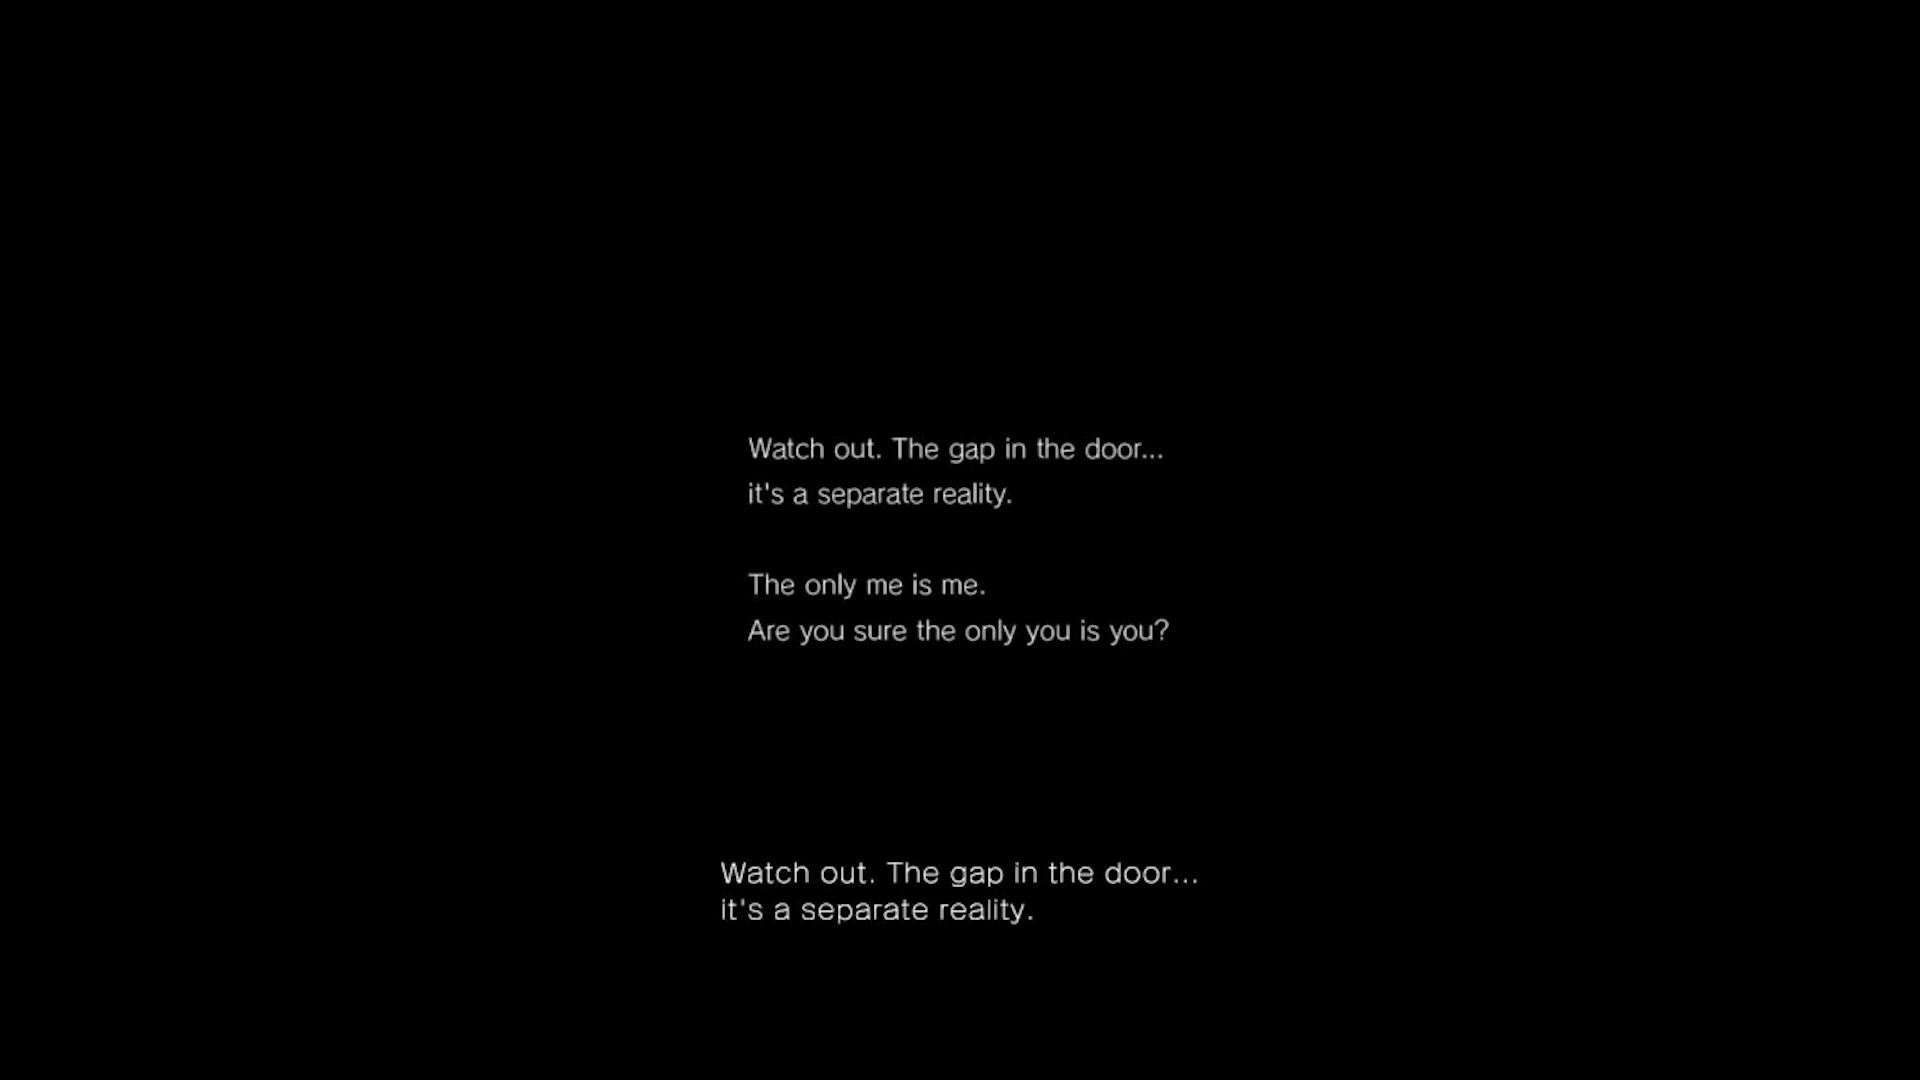 Watch out. The gap in the door...
it's a separate reality.
The only me is me.
Are you sure the only you is you?
Watch out. The gap in the door...
it's a separate reality.